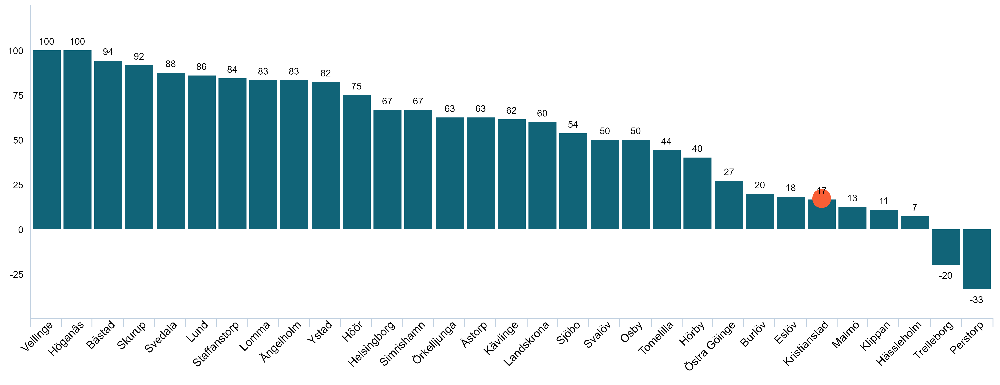 100
75
50
25
0
-25
100
100
94
92
88
86
84
83
83
82
75
67
67
63
63
62
60
54
50
50
44
40
27
20
18
17
13
11
7
-20
-33
Vellinge
Höganäs
Båstad
Skurup
Svedala
Lund
Staffanstorp
Lomma
Ängelholm
Ystad
Höör
Helsingborg
Simrishamn
Örkelljunga
Åstorp
Kävlinge
Landskrona
Sjöbo
Svalöv
Osby
Tomelilla
Hörby
Östra Göinge
Burlöv
Eslöv
Kristianstad
Malmö
Klippan
Hässleholm
Trelleborg
Perstorp